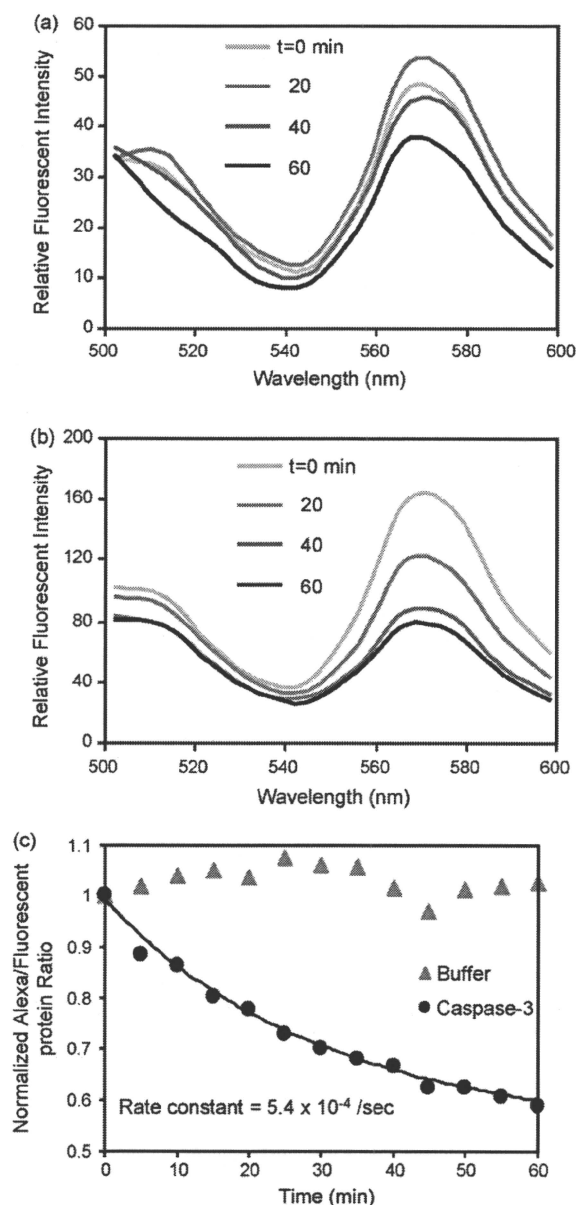 (a)
60
50
40
30
20
10
0
Relative Fluorescent Intensity
t=0 min
20
40
60
500 520 540 560 580 600
Wavelength (nm)
(b)
200
160
120
80
40
0
Relative Fluorescent Intensity
t=0 min
20
40
60
500 520 540 560 580 600
Wavelength (nm)
(c)
1.1
1
0.9
0.8
0.7
0.6
0.5
Normalized Alexa/Fluorescent
protein Ratio
Buffer
Caspase-3
Rate constant = 5.4 x 10⁻⁴ /sec
0 10 20 30 40 50 60
Time (min)